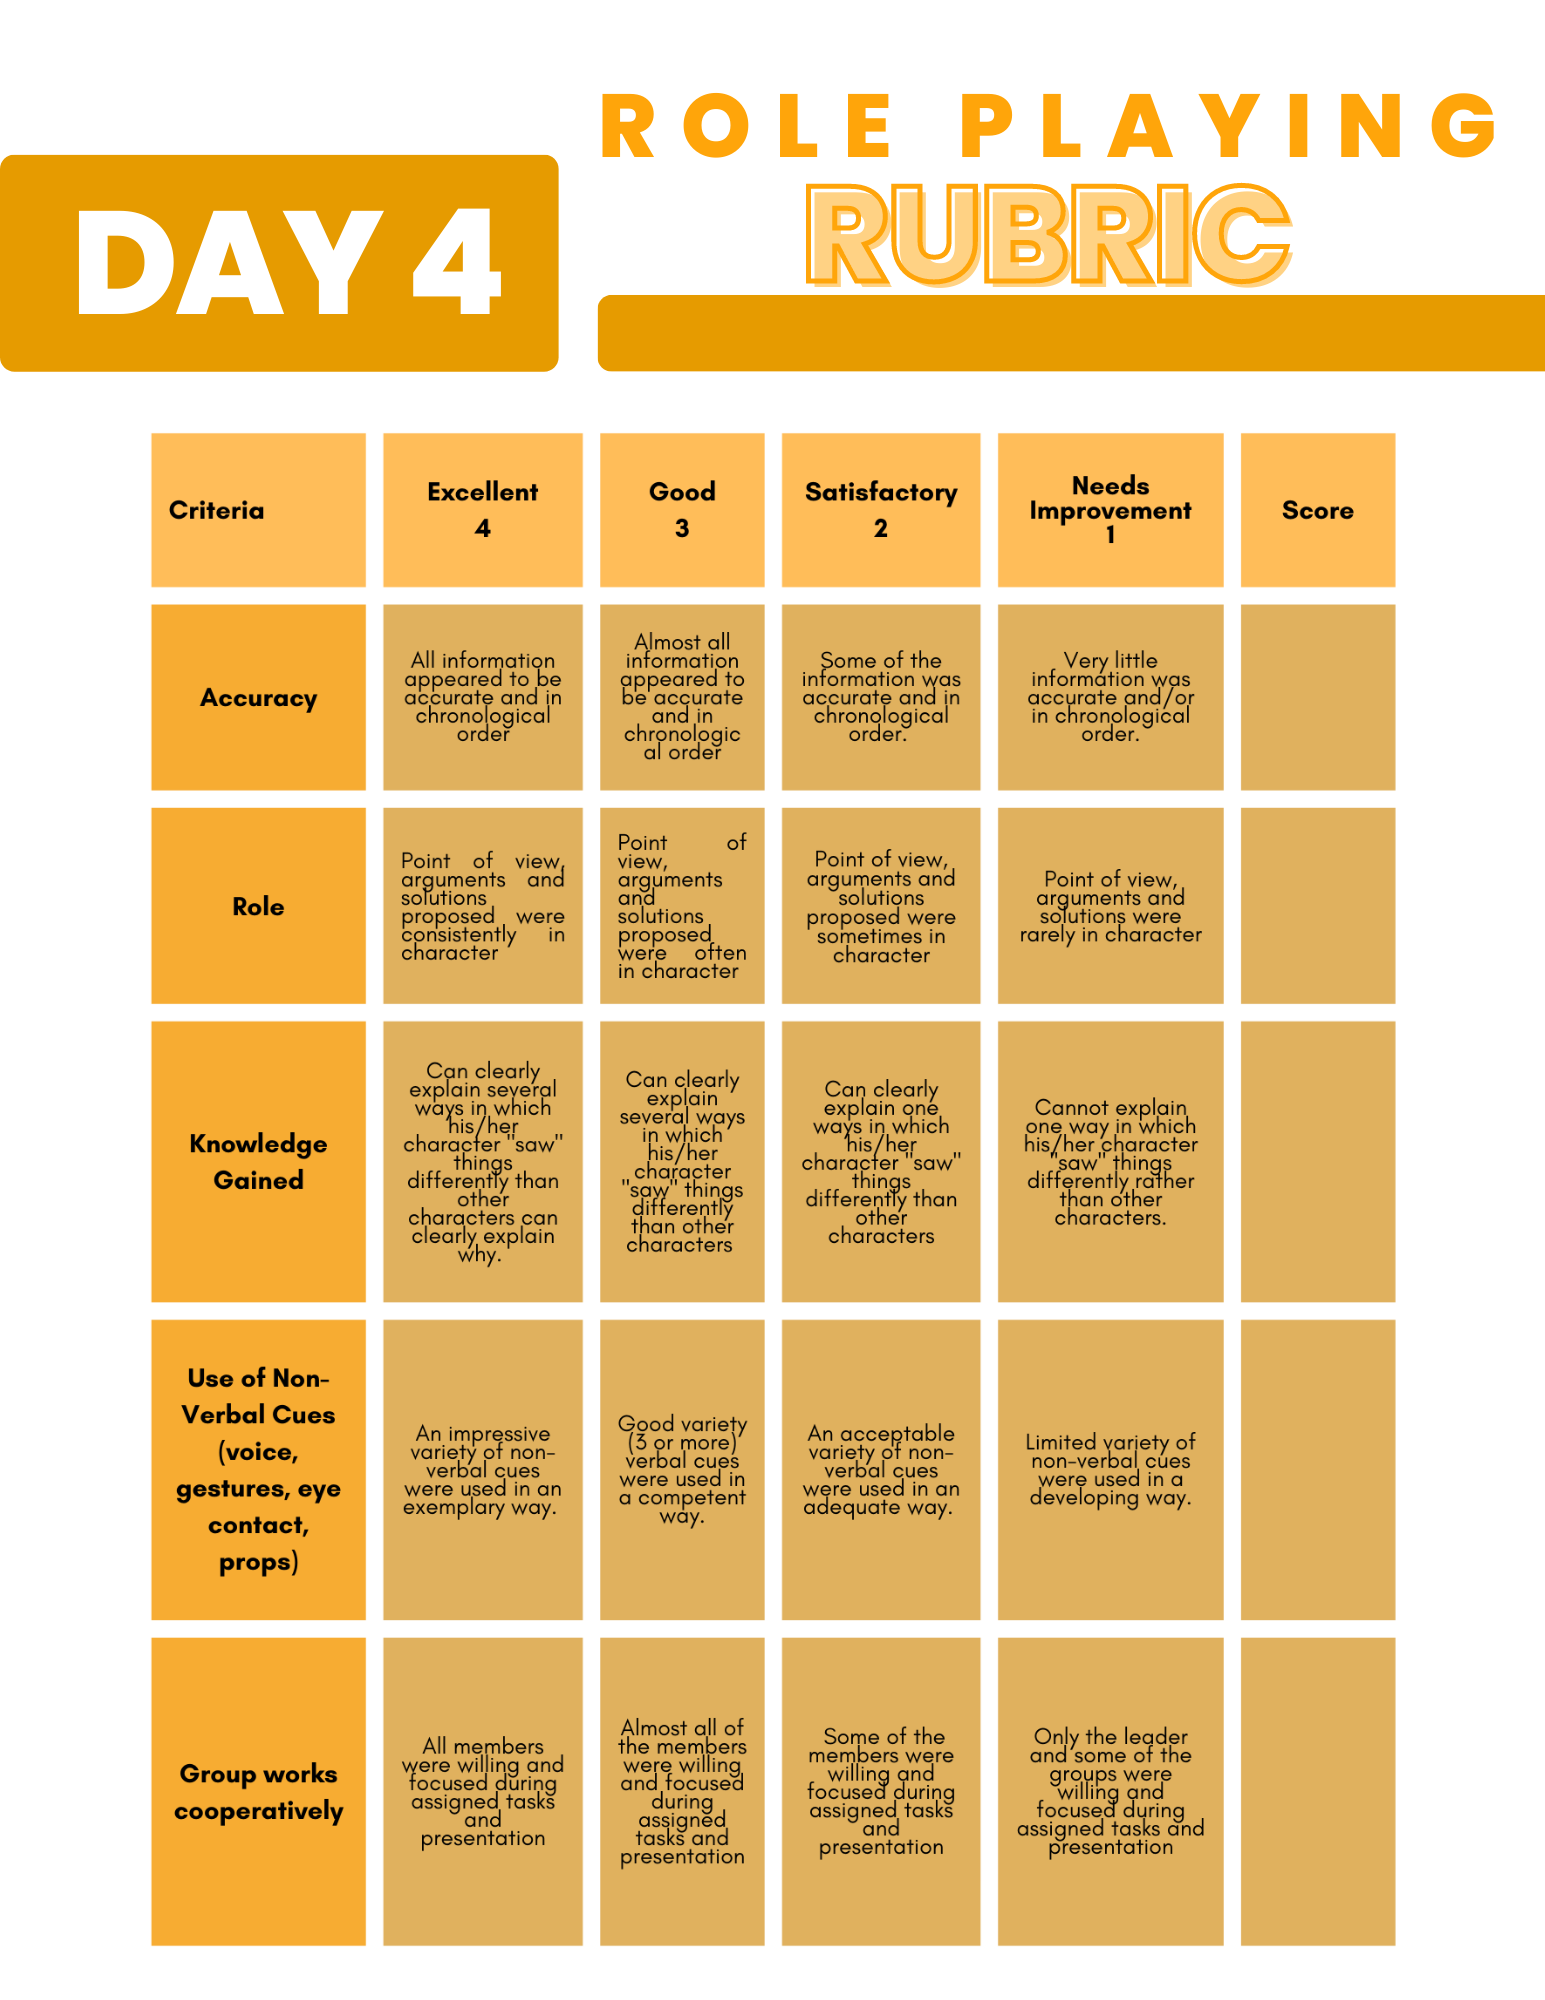 ROLE PLAYING
RUBRIC
DAY 4
Criteria
Excellent
4
Good
3
Satisfactory
2
Needs
Improvement
1
Score
Accuracy
All information
appeared to be
accurate and in
chronological
order
Almost all
information
appeared to
be accurate
and in
chronologic
al order
Some of the
information was
accurate and in
chronological
order.
Very little
information was
accurate and/or
in chronological
order.
Role
Point of view,
arguments and
solutions
proposed were
consistently in
character
Point of
view,
arguments
and
solutions
proposed
were often
in character
Point of view,
arguments and
solutions
proposed were
sometimes in
character
Point of view,
arguments and
solutions were
rarely in character
Knowledge
Gained
Can clearly
explain several
ways in which
his/her
character "saw"
things
differently than
other
characters can
clearly explain
why.
Can clearly
explain
several ways
in which
his/her
character
"saw" things
differently
than other
characters
Can clearly
explain one
ways in which
his/her
character "saw"
things
differently than
other
characters
Cannot explain
one way in which
his/her character
"saw" things
differently rather
than other
characters.
Use of Non-
Verbal Cues
(voice,
gestures, eye
contact,
props)
An impressive
variety of non-
verbal cues
were used in an
exemplary way.
Good variety
(3 or more)
verbal cues
were used in
a competent
way.
An acceptable
variety of non-
verbal cues
were used in an
adequate way.
Limited variety of
non-verbal cues
were used in a
developing way.
Group works
cooperatively
All members
were willing and
focused during
assigned tasks
and
presentation
Almost all of
the members
were willing
and focused
during
assigned
tasks and
presentation
Some of the
members were
willing and
focused during
assigned tasks
and
presentation
Only the leader
and some of the
groups were
willing and
focused during
assigned tasks and
presentation